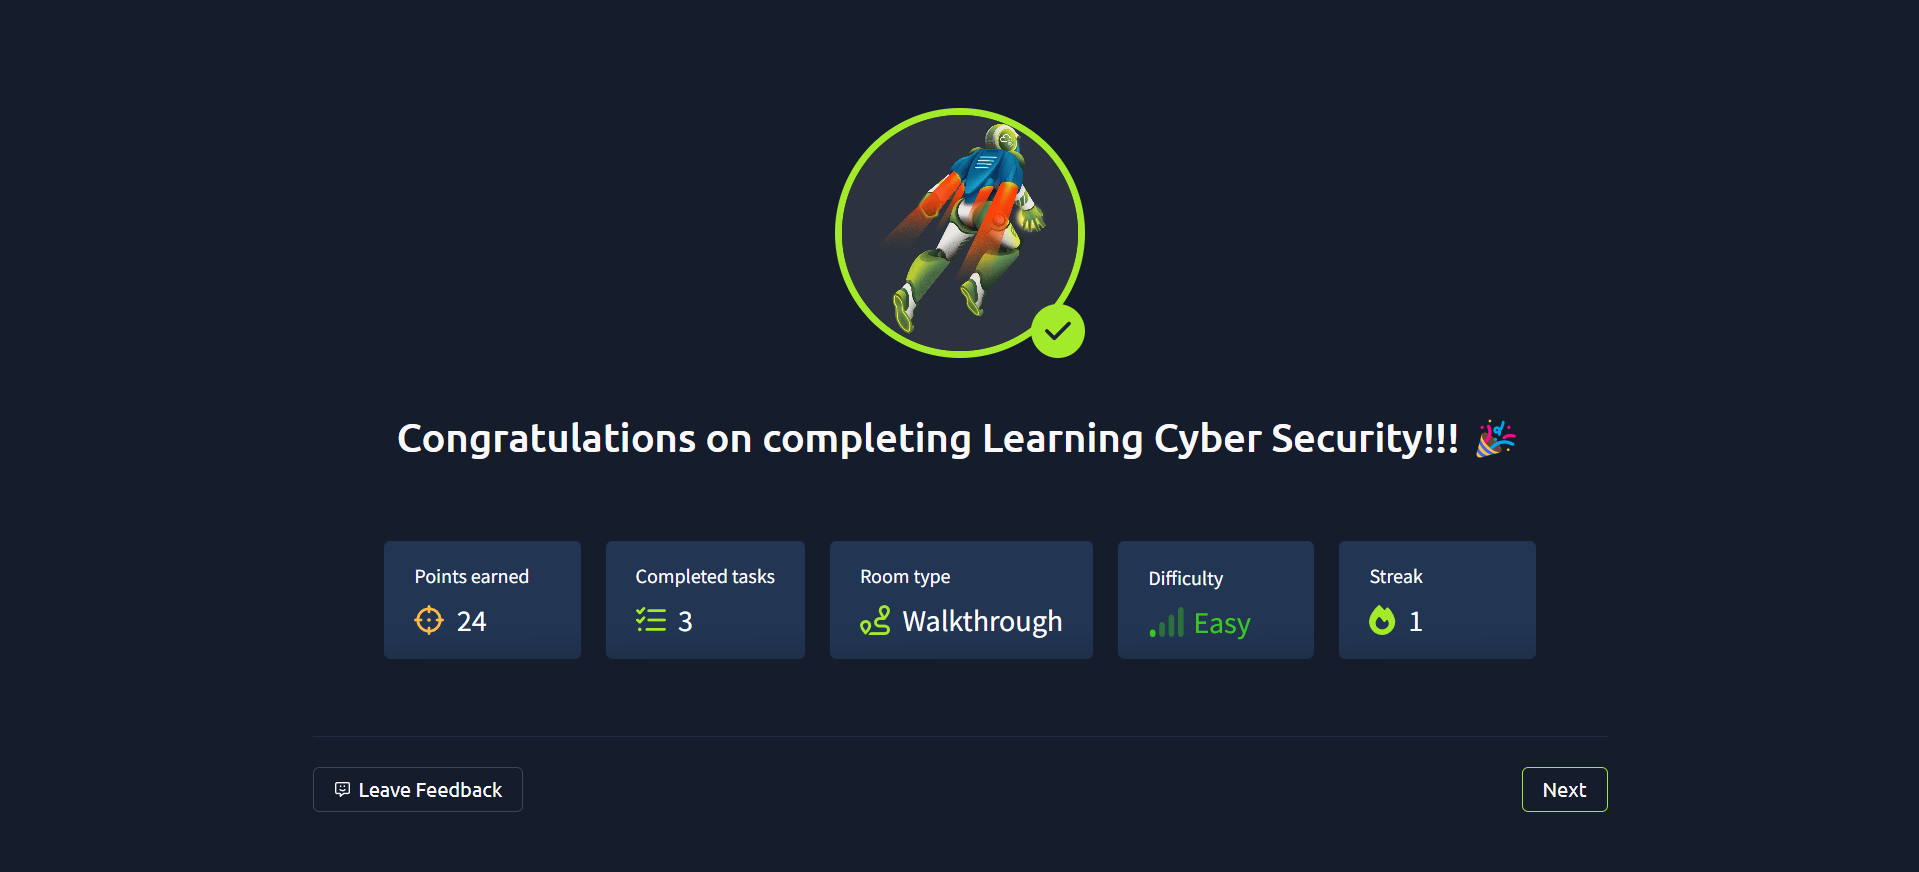 Congratulations on completing Learning Cyber Security!!! 🎉
Points earned
24
Completed tasks
3
Room type
Walkthrough
Difficulty
Easy
Streak
1
Leave Feedback
Next